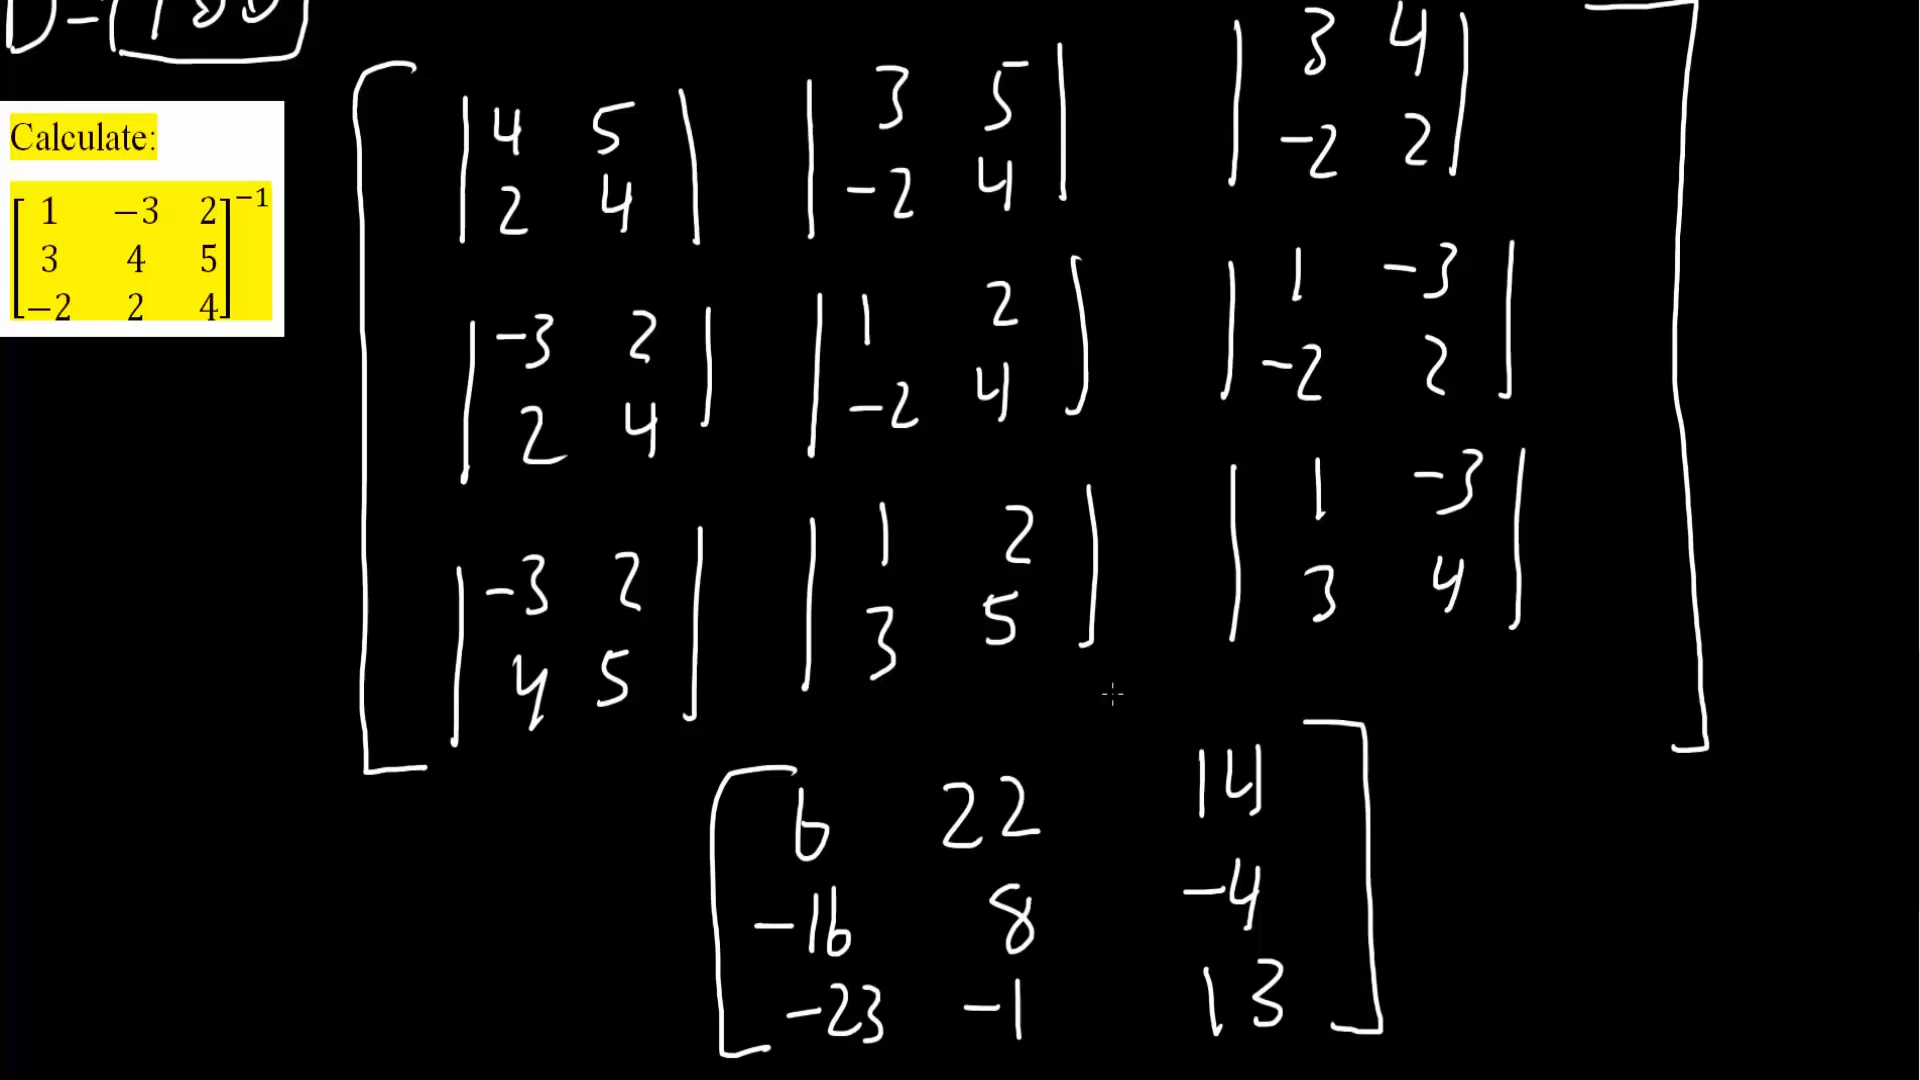 D=180
Calculate:
[1 −3 2]⁻¹
[3 4 5]
[−2 2 4]
|4 5| |3 5| |3 4|
|2 4| |-2 4| |-2 2|
|-3 2| |1 2| |1 -3|
|2 4| |-2 4| |-2 2|
|-3 2| |1 2| |1 -3|
|4 5| |3 5| |3 4|
[6 22 14]
[-16 8 -4]
[-23 -1 13]